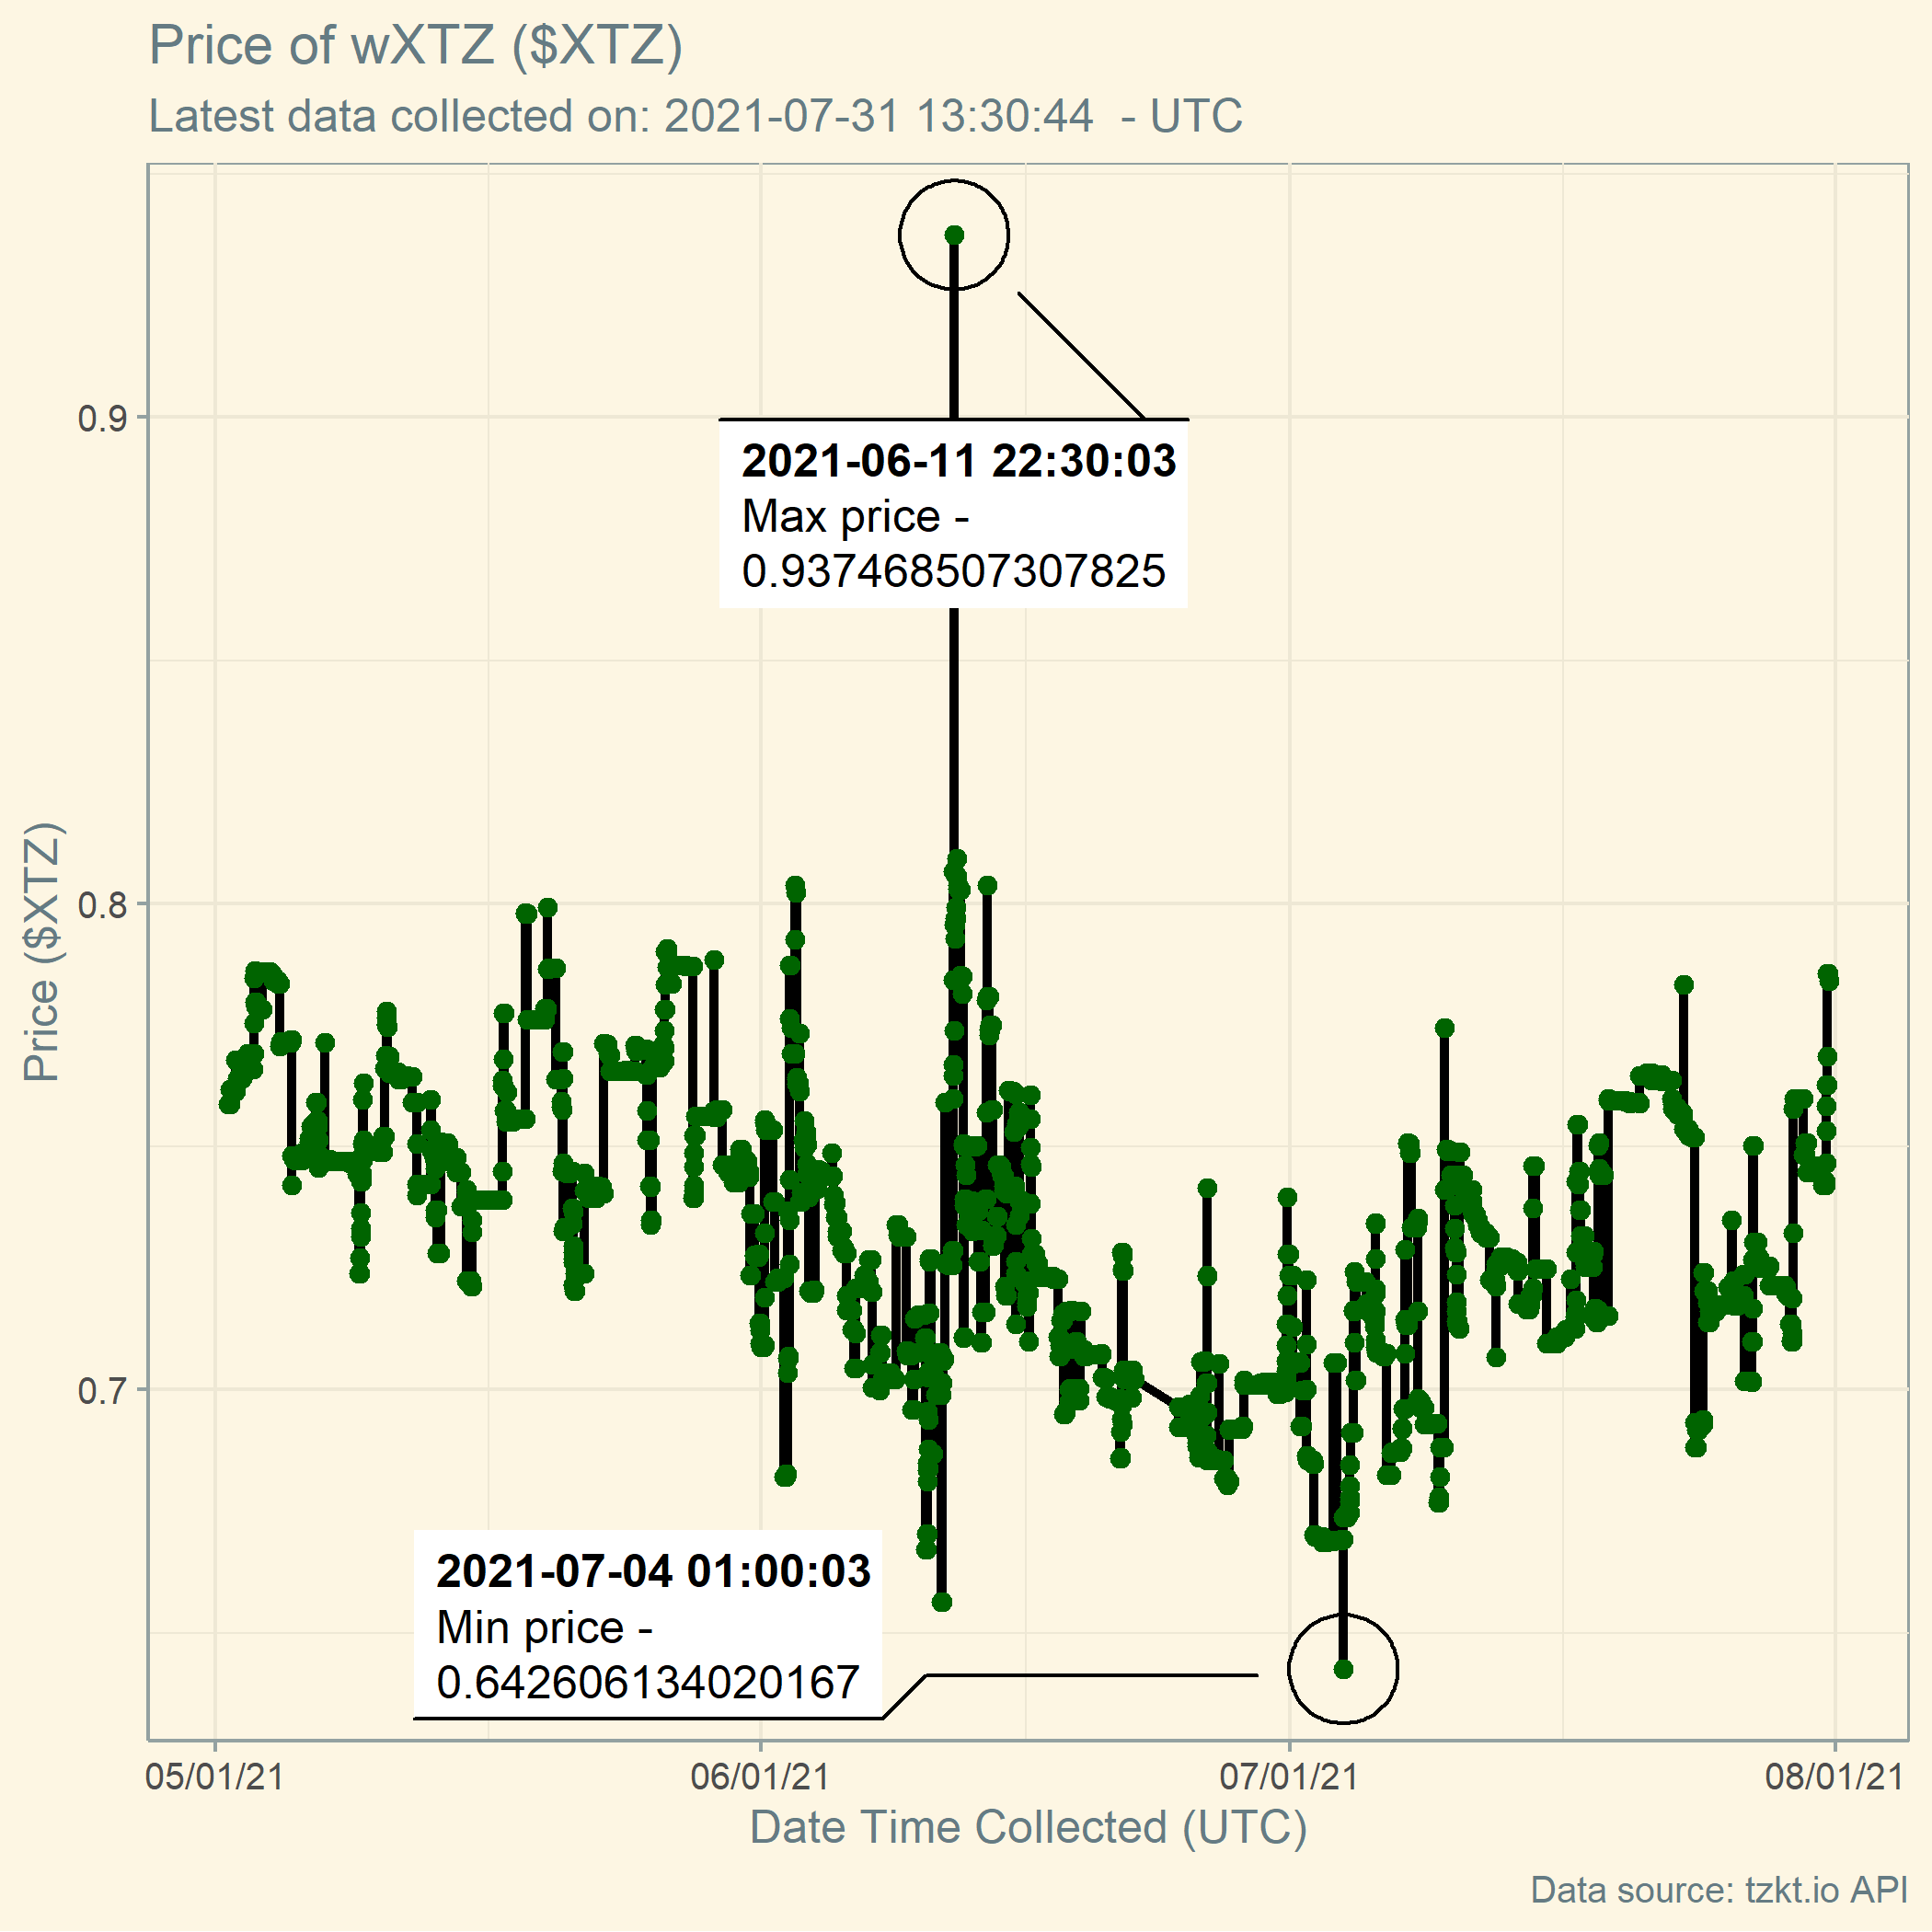 Price of wXTZ ($XTZ)
Latest data collected on: 2021-07-31 13:30:44  - UTC
Price ($XTZ)
0.9
0.8
0.7
2021-06-11 22:30:03
Max price -
0.937468507307825
2021-07-04 01:00:03
Min price -
0.642606134020167
05/01/21
06/01/21
07/01/21
08/01/21
Date Time Collected (UTC)
Data source: tzkt.io API